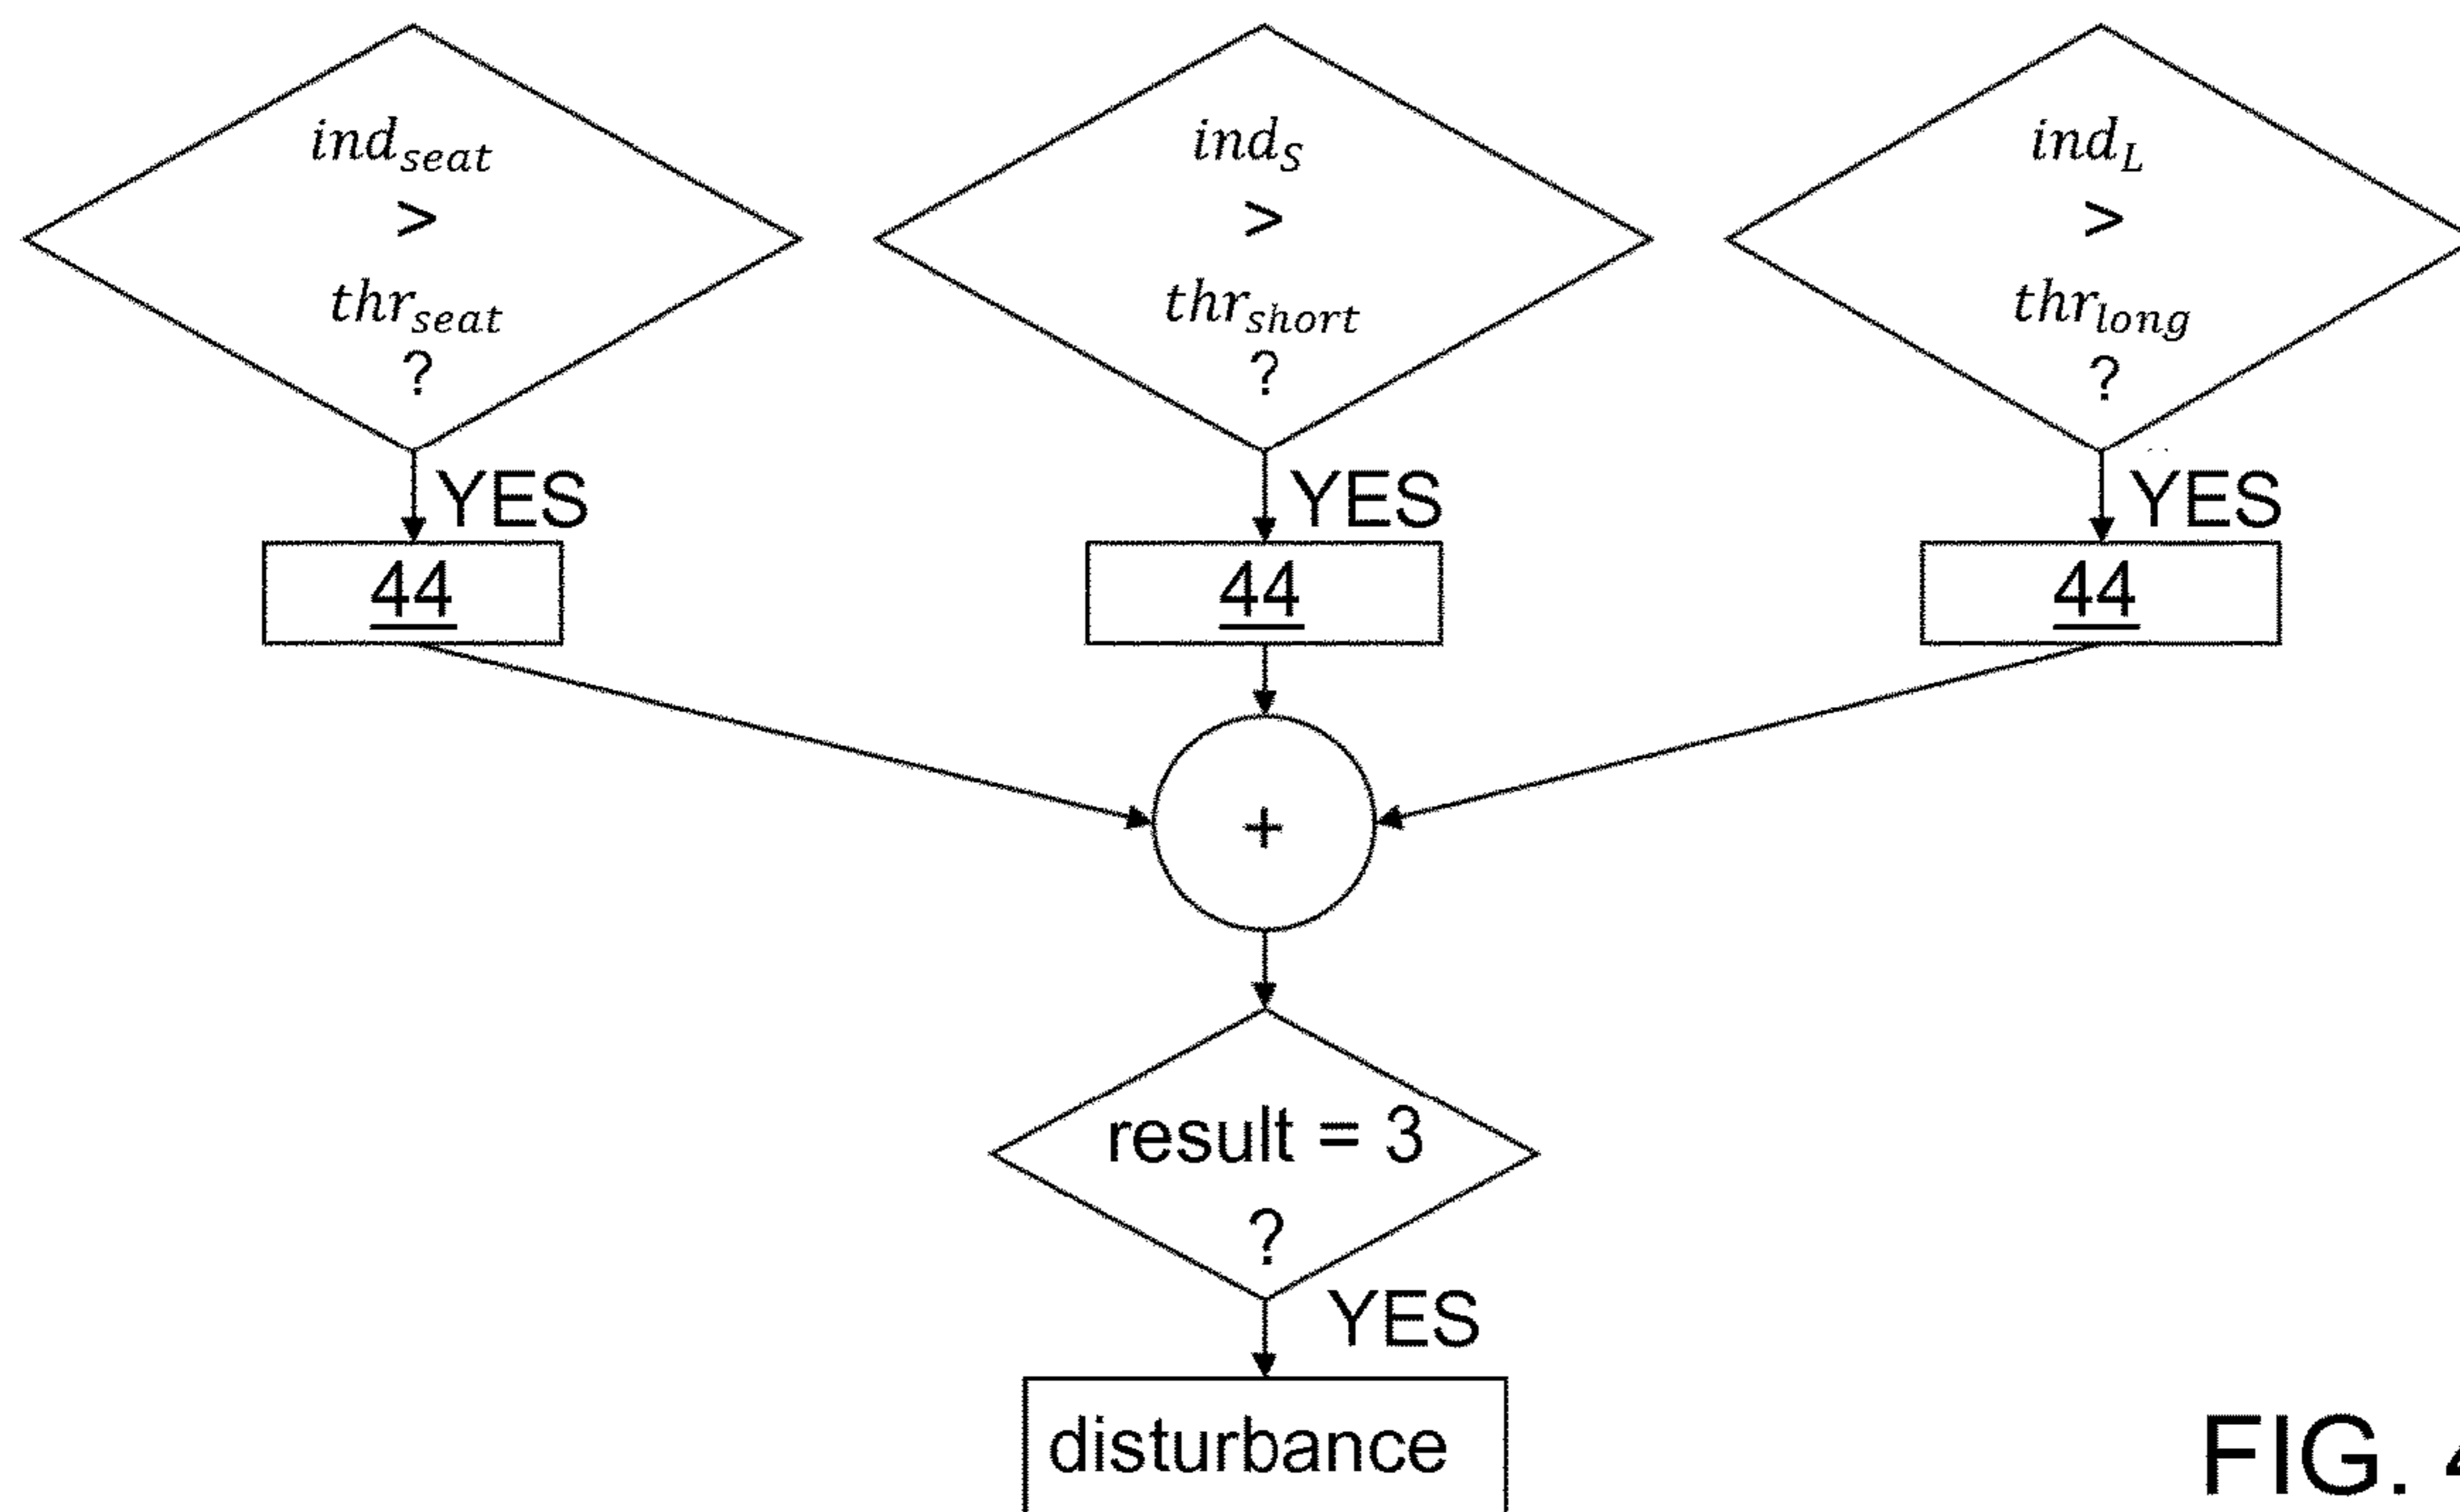 ind_seat
>
thr_seat
?
YES
44
ind_S
>
thr_short
?
YES
44
ind_L
>
thr_long
?
YES
44
+
result = 3
?
YES
disturbance
FIG. 4